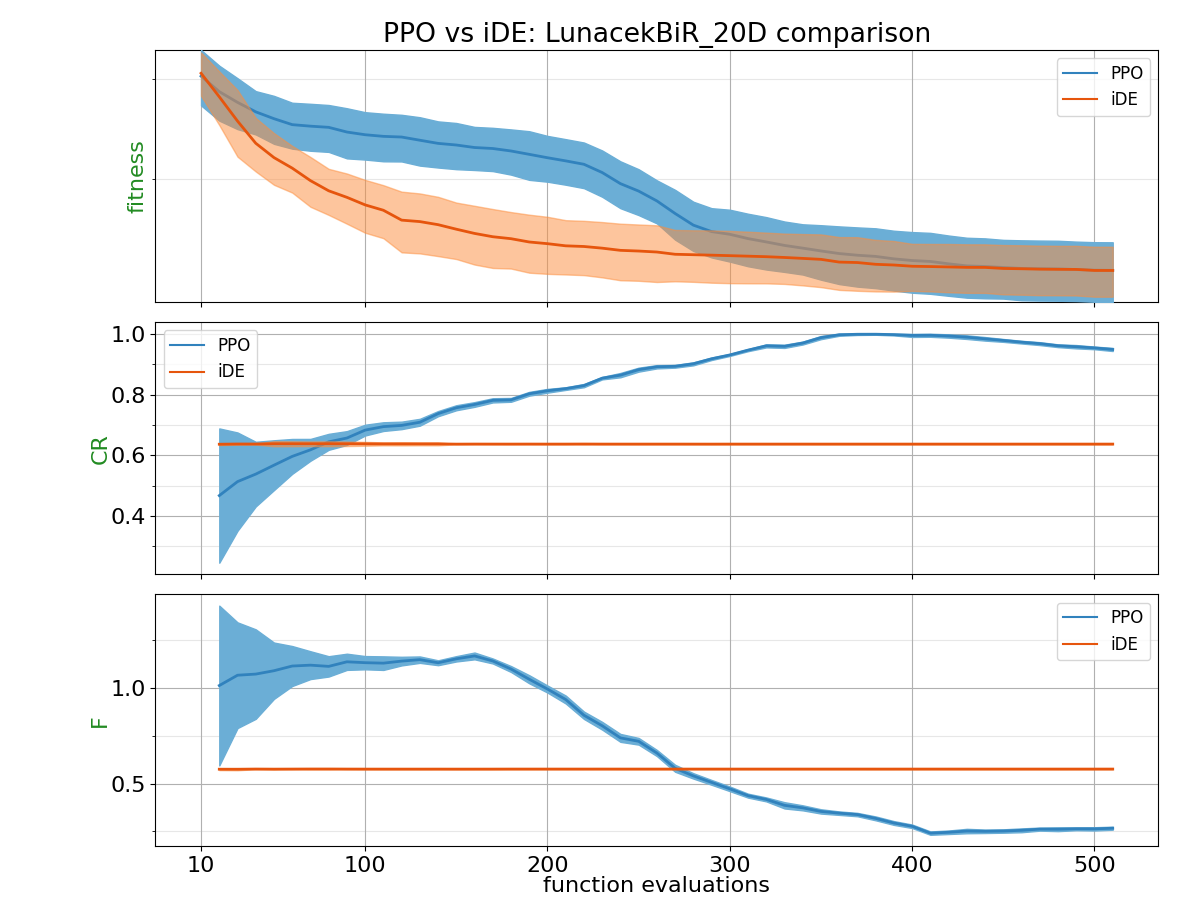 PPO vs iDE: LunacekBiR_20D comparison
fitness
PPO
iDE
CR
1.0
0.8
0.6
0.4
PPO
iDE
F
1.0
0.5
PPO
iDE
10 100 200 300 400 500
function evaluations